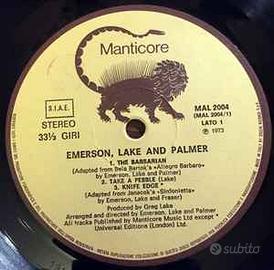 Manticore
S.I.A.E.
STEREO
33⅓ GIRI
MAL 2004
(MAL 2004/1)
LATO 1
℗ 1973
EMERSON, LAKE AND PALMER
1. THE BARBARIAN
(Adapted from Bela Bartok's «Allegro Barbaro»
by Emerson, Lake and Palmer)
2. TAKE A PEBBLE (Lake)
3. KNIFE EDGE *
(Adapted from Janacek's «Sinfonietta»
by Emerson, Lake and Fraser)
Produced by Greg Lake
Arranged and directed by Emerson, Lake and Palmer
All tracks Published by Manticore Music Ltd except *
Universal Editions (London) Ltd.
subito